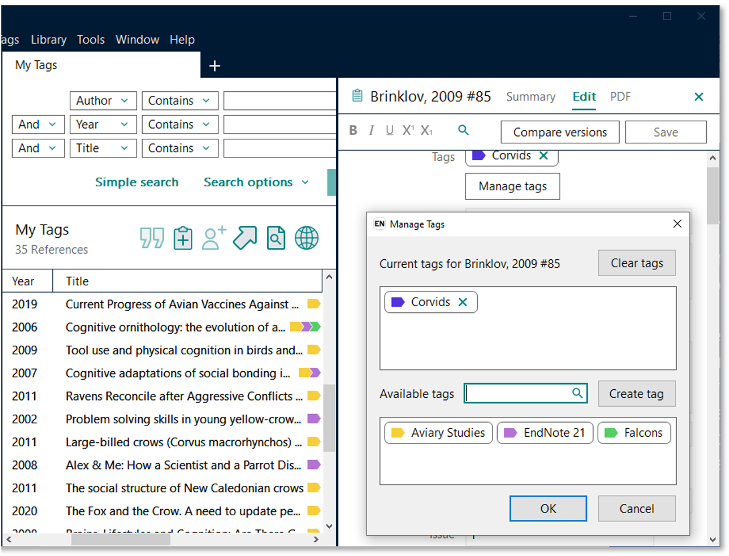 ags Library Tools Window Help
My Tags +
Author Contains
And Year Contains
And Title Contains
Simple search Search options
My Tags
35 References
Year Title
2019 Current Progress of Avian Vaccines Against ...
2006 Cognitive ornithology: the evolution of a...
2009 Tool use and physical cognition in birds and...
2007 Cognitive adaptations of social bonding i...
2011 Ravens Reconcile after Aggressive Conflicts ...
2002 Problem solving skills in young yellow-crow...
2011 Large-billed crows (Corvus macrorhynchos) ...
2008 Alex & Me: How a Scientist and a Parrot Dis...
2011 The social structure of New Caledonian crows
2020 The Fox and the Crow. A need to update pe...
Brinklov, 2009 #85 Summary Edit PDF
B I U X¹ X₁ Compare versions Save
Tags Corvids
Manage tags
EN Manage Tags
Current tags for Brinklov, 2009 #85 Clear tags
Corvids
Available tags Create tag
Aviary Studies EndNote 21 Falcons
OK Cancel
Issue